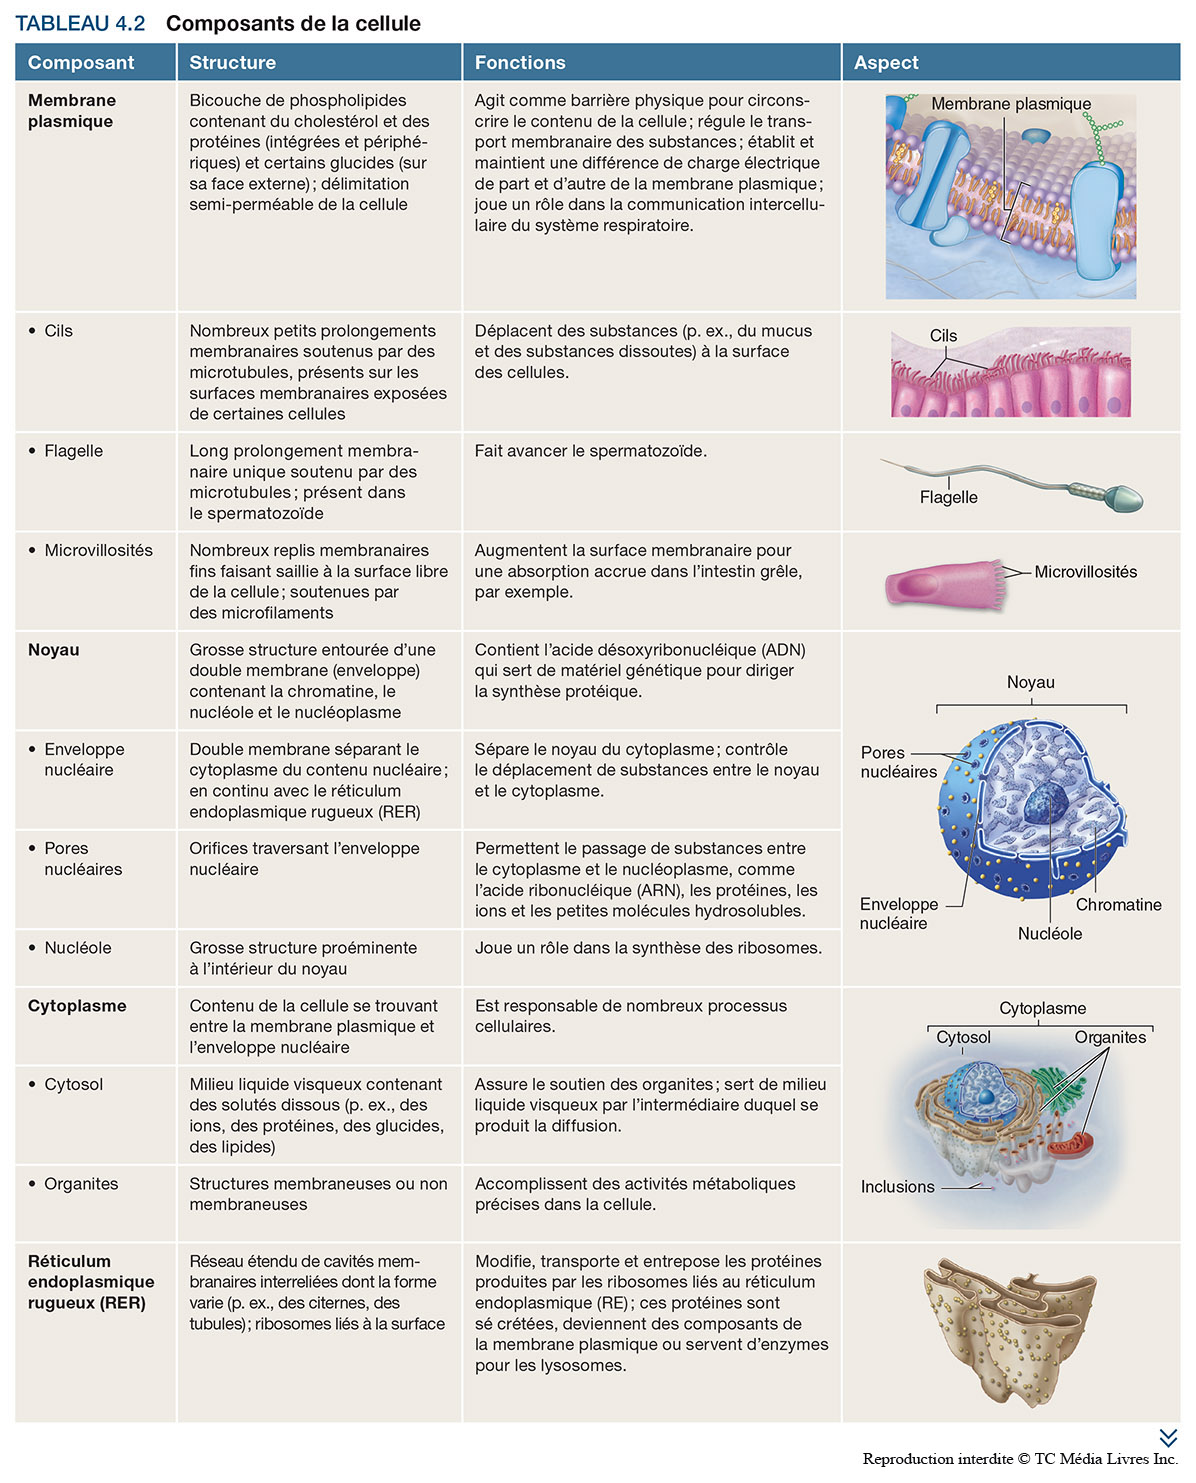 TABLEAU 4.2 Composants de la cellule
Composant
Structure
Fonctions
Aspect
Membrane
plasmique
Bicouche de phospholipides
contenant du cholestérol et des
protéines (intégrées et périphé-
riques) et certains glucides (sur
sa face externe) ; délimitation
semi-perméable de la cellule
Agit comme barrière physique pour circons-
crire le contenu de la cellule ; régule le trans-
port membranaire des substances ; établit et
maintient une différence de charge électrique
de part et d’autre de la membrane plasmique ;
joue un rôle dans la communication intercellu-
laire du système respiratoire.
Membrane plasmique
• Cils
Nombreux petits prolongements
membranaires soutenus par des
microtubules, présents sur les
surfaces membranaires exposées
de certaines cellules
Déplacent des substances (p. ex., du mucus
et des substances dissoutes) à la surface
des cellules.
Cils
• Flagelle
Long prolongement membra-
naire unique soutenu par des
microtubules ; présent dans
le spermatozoïde
Fait avancer le spermatozoïde.
Flagelle
• Microvillosités
Nombreux replis membranaires
fins faisant saillie à la surface libre
de la cellule ; soutenues par
des microfilaments
Augmentent la surface membranaire pour
une absorption accrue dans l’intestin grêle,
par exemple.
Microvillosités
Noyau
Grosse structure entourée d’une
double membrane (enveloppe)
contenant la chromatine, le
nucléole et le nucléoplasme
Contient l’acide désoxyribonucléique (ADN)
qui sert de matériel génétique pour diriger
la synthèse protéique.
• Enveloppe
nucléaire
Double membrane séparant le
cytoplasme du contenu nucléaire ;
en continu avec le réticulum
endoplasmique rugueux (RER)
Sépare le noyau du cytoplasme ; contrôle
le déplacement de substances entre le noyau
et le cytoplasme.
• Pores
nucléaires
Orifices traversant l’enveloppe
nucléaire
Permettent le passage de substances entre
le cytoplasme et le nucléoplasme, comme
l’acide ribonucléique (ARN), les protéines, les
ions et les petites molécules hydrosolubles.
• Nucléole
Grosse structure proéminente
à l’intérieur du noyau
Joue un rôle dans la synthèse des ribosomes.
Noyau
Pores
nucléaires
Enveloppe
nucléaire
Chromatine
Nucléole
Cytoplasme
Contenu de la cellule se trouvant
entre la membrane plasmique et
l’enveloppe nucléaire
Est responsable de nombreux processus
cellulaires.
• Cytosol
Milieu liquide visqueux contenant
des solutés dissous (p. ex., des
ions, des protéines, des glucides,
des lipides)
Assure le soutien des organites ; sert de milieu
liquide visqueux par l’intermédiaire duquel se
produit la diffusion.
• Organites
Structures membraneuses ou non
membraneuses
Accomplissent des activités métaboliques
précises dans la cellule.
Cytoplasme
Cytosol
Organites
Inclusions
Réticulum
endoplasmique
rugueux (RER)
Réseau étendu de cavités mem-
branaires interreliées dont la forme
varie (p. ex., des citernes, des
tubules) ; ribosomes liés à la surface
Modifie, transporte et entrepose les protéines
produites par les ribosomes liés au réticulum
endoplasmique (RE) ; ces protéines sont
sé crétées, deviennent des composants de
la membrane plasmique ou servent d’enzymes
pour les lysosomes.
Reproduction interdite © TC Média Livres Inc.